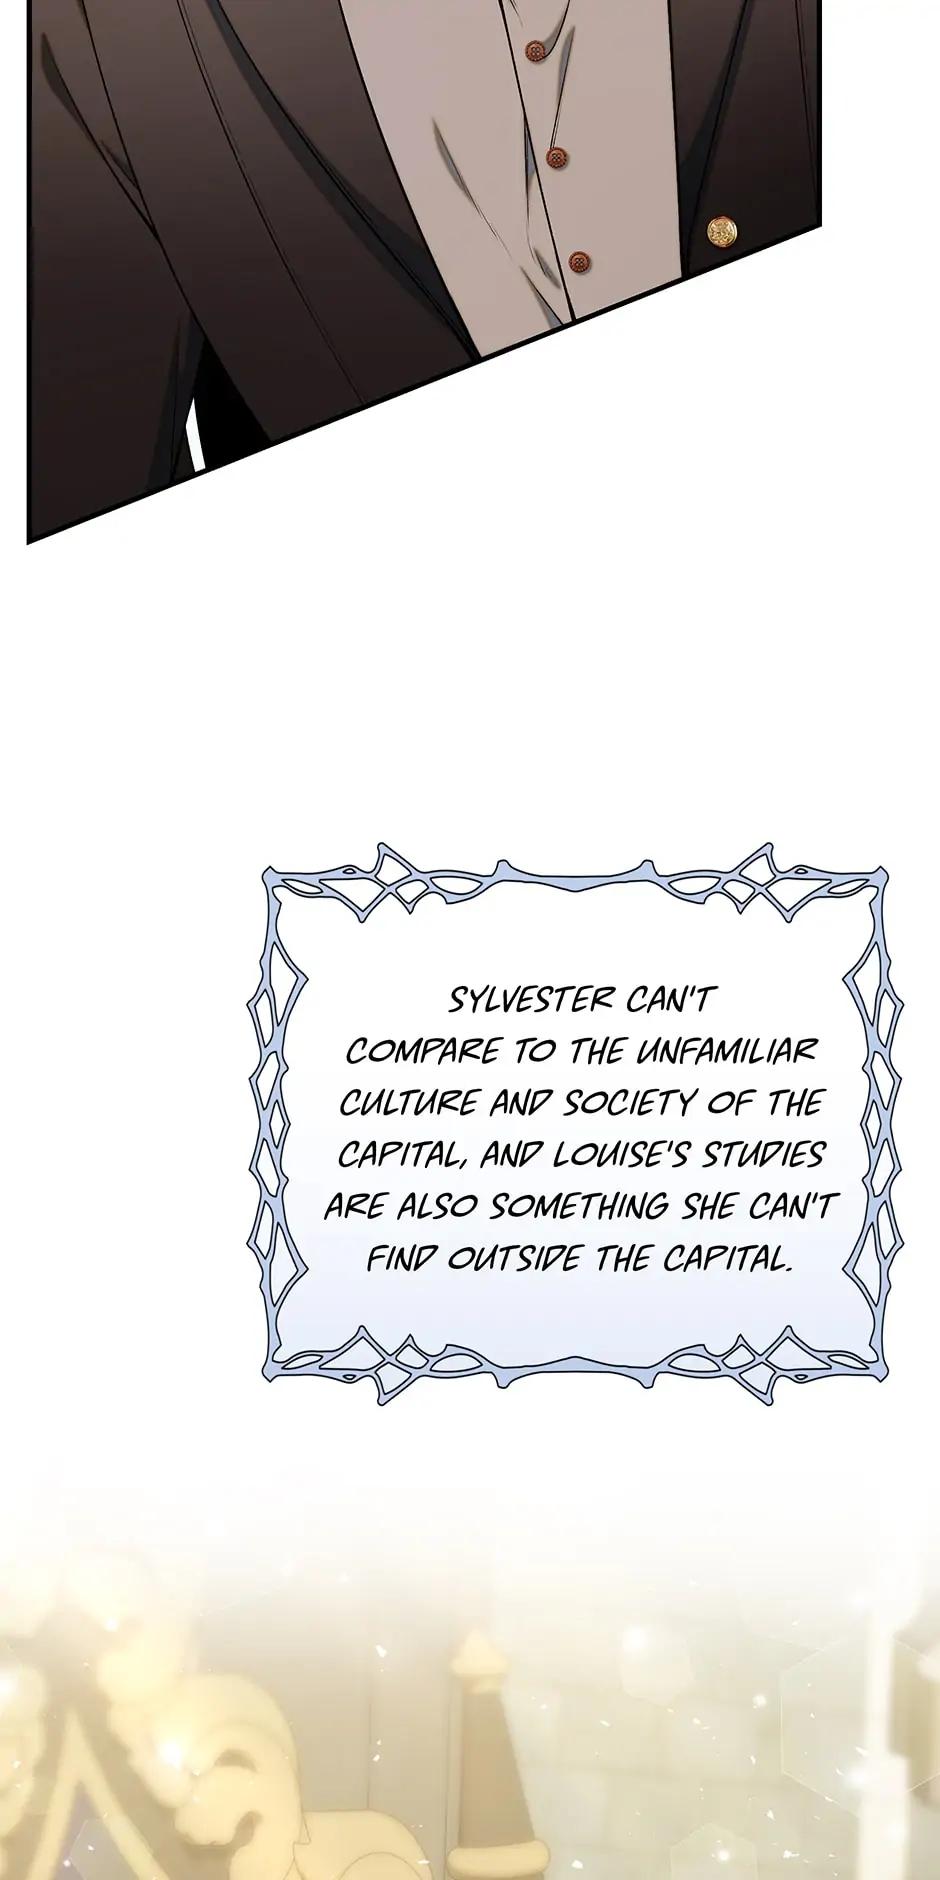 SYLVESTER CAN'T
COMPARE TO THE UNFAMILIAR
CULTURE AND SOCIETY OF THE
CAPITAL, AND LOUISE'S STUDIES
ARE ALSO SOMETHING SHE CAN'T
FIND OUTSIDE THE CAPITAL.